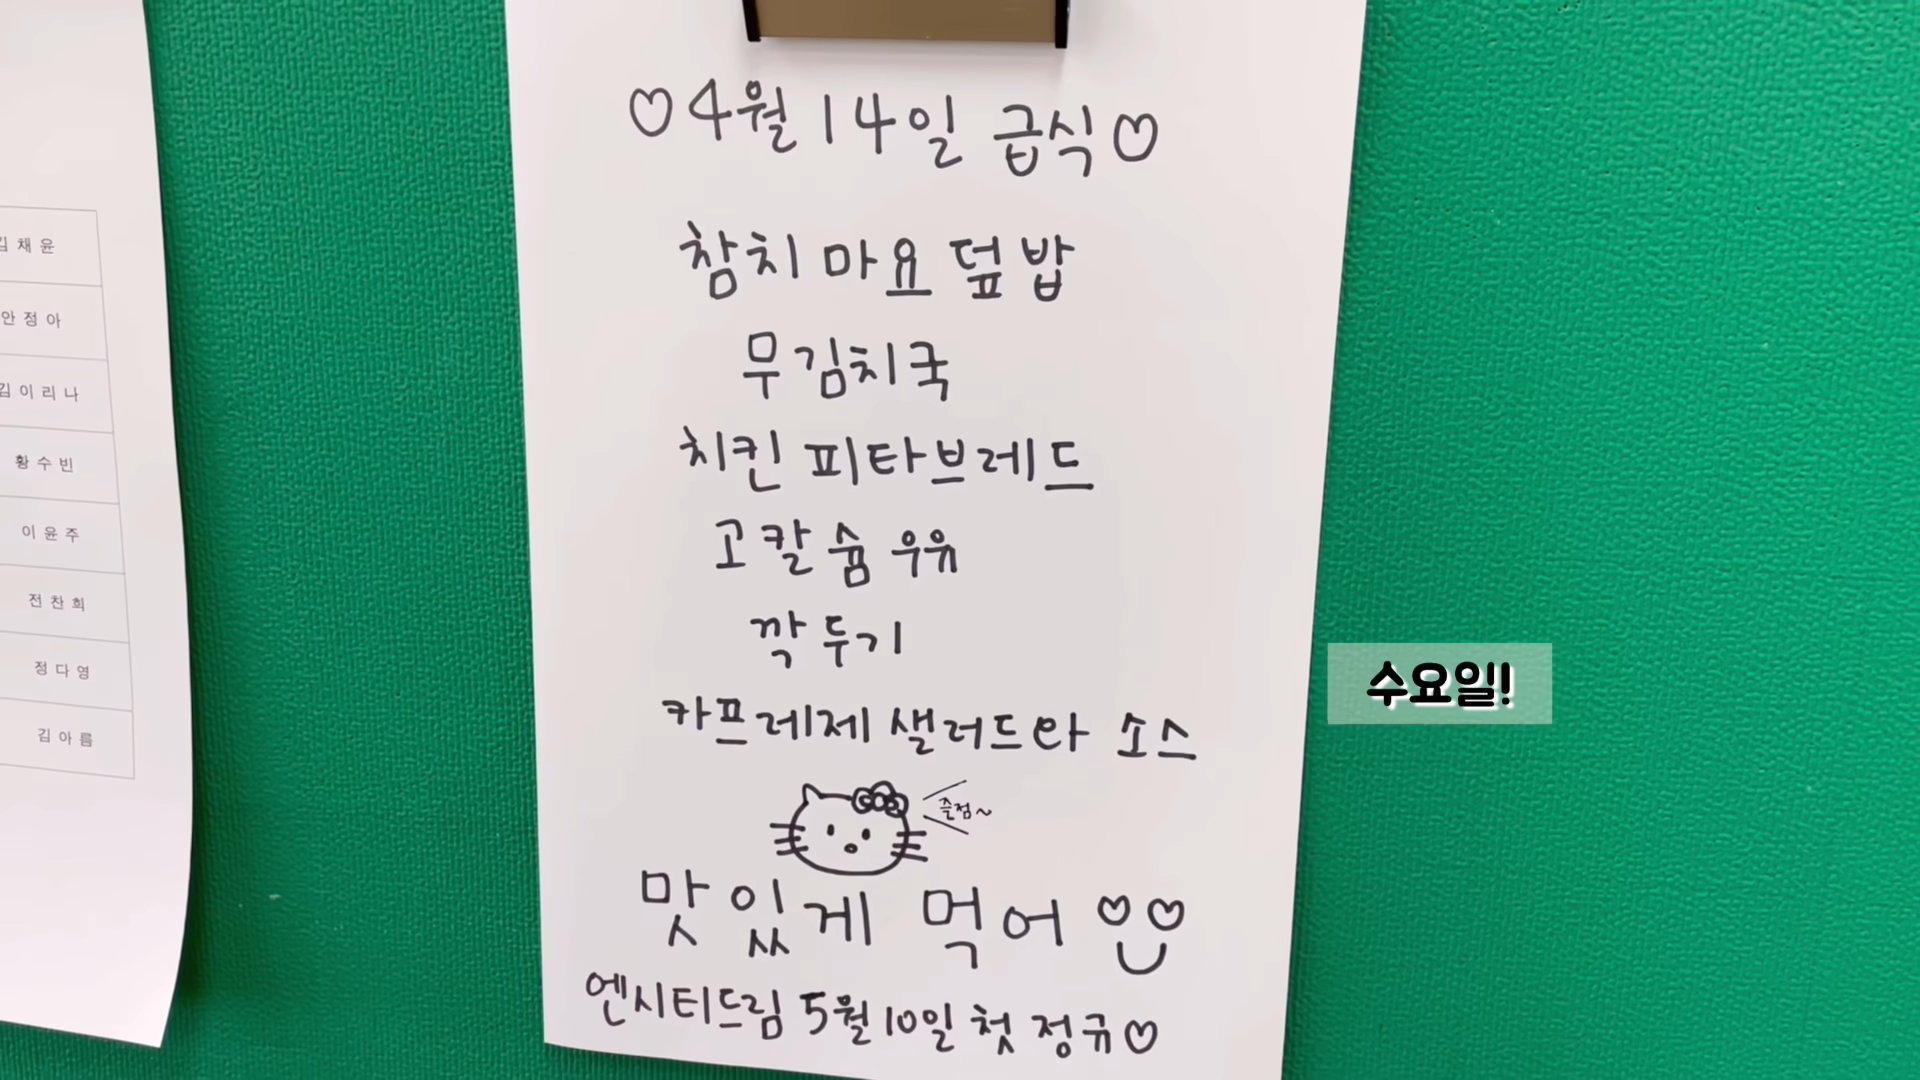 김채윤
안정아
김이리나
황수빈
이윤주
전찬희
정다영
김아름
♡4월 14일 급식♡
참치마요덮밥
무김치국
치킨 피타브레드
고칼슘 우유
깍두기
카프레제 샐러드와 소스
즐점~
맛있게 먹어
엔시티드림 5월 10일 첫 정규♡
수요일!